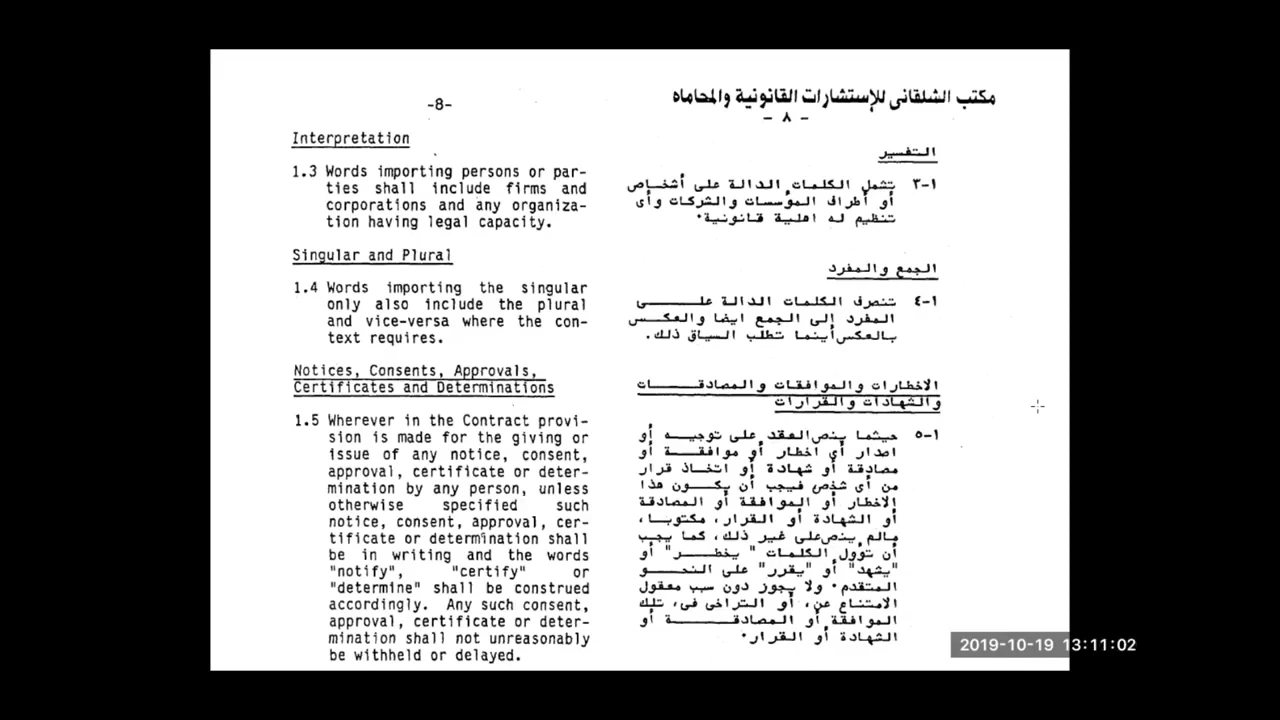 مكتب الشلقانى للإستشارات القانونية والمحاماه
-8-
- ٨ -
Interpretation
1.3 Words importing persons or par-
ties shall include firms and
corporations and any organiza-
tion having legal capacity.
Singular and Plural
1.4 Words importing the singular
only also include the plural
and vice-versa where the con-
text requires.
Notices, Consents, Approvals,
Certificates and Determinations
1.5 Wherever in the Contract provi-
sion is made for the giving or
issue of any notice, consent,
approval, certificate or deter-
mination by any person, unless
otherwise specified such
notice, consent, approval, cer-
tificate or determination shall
be in writing and the words
"notify", "certify" or
"determine" shall be construed
accordingly. Any such consent,
approval, certificate or deter-
mination shall not unreasonably
be withheld or delayed.
التفسير
١-٣ تشمل الكلمات الدالة على أشخاص
أو أطراف المؤسسات والشركات وأى
تنظيم له اهلية قانونية.
الجمع والمفرد
١-٤ تنصرف الكلمات الدالة على
المفرد إلى الجمع ايضا والعكس
بالعكس أينما تطلب السياق ذلك.
الاخطارات والموافقات والمصادقات
والشهادات والقرارات
١-٥ حيثما ينص العقد على توجيه أو
اصدار أى اخطار أو موافقة أو
مصادقة أو شهادة أو اتخاذ قرار
من أى شخص فيجب أن يكون هذا
الاخطار أو الموافقة أو المصادقة
أو الشهادة أو القرار، مكتوبا،
مالم ينص على غير ذلك، كما يجب
أن تؤول الكلمات "يخطر" أو
"يشهد" أو "يقرر" على النحو
المتقدم. ولا يجوز دون سبب معقول
الامتناع عن، أو التراخى فى، تلك
الموافقة أو المصادقة أو
الشهادة أو القرار.
2019-10-19 13:11:02